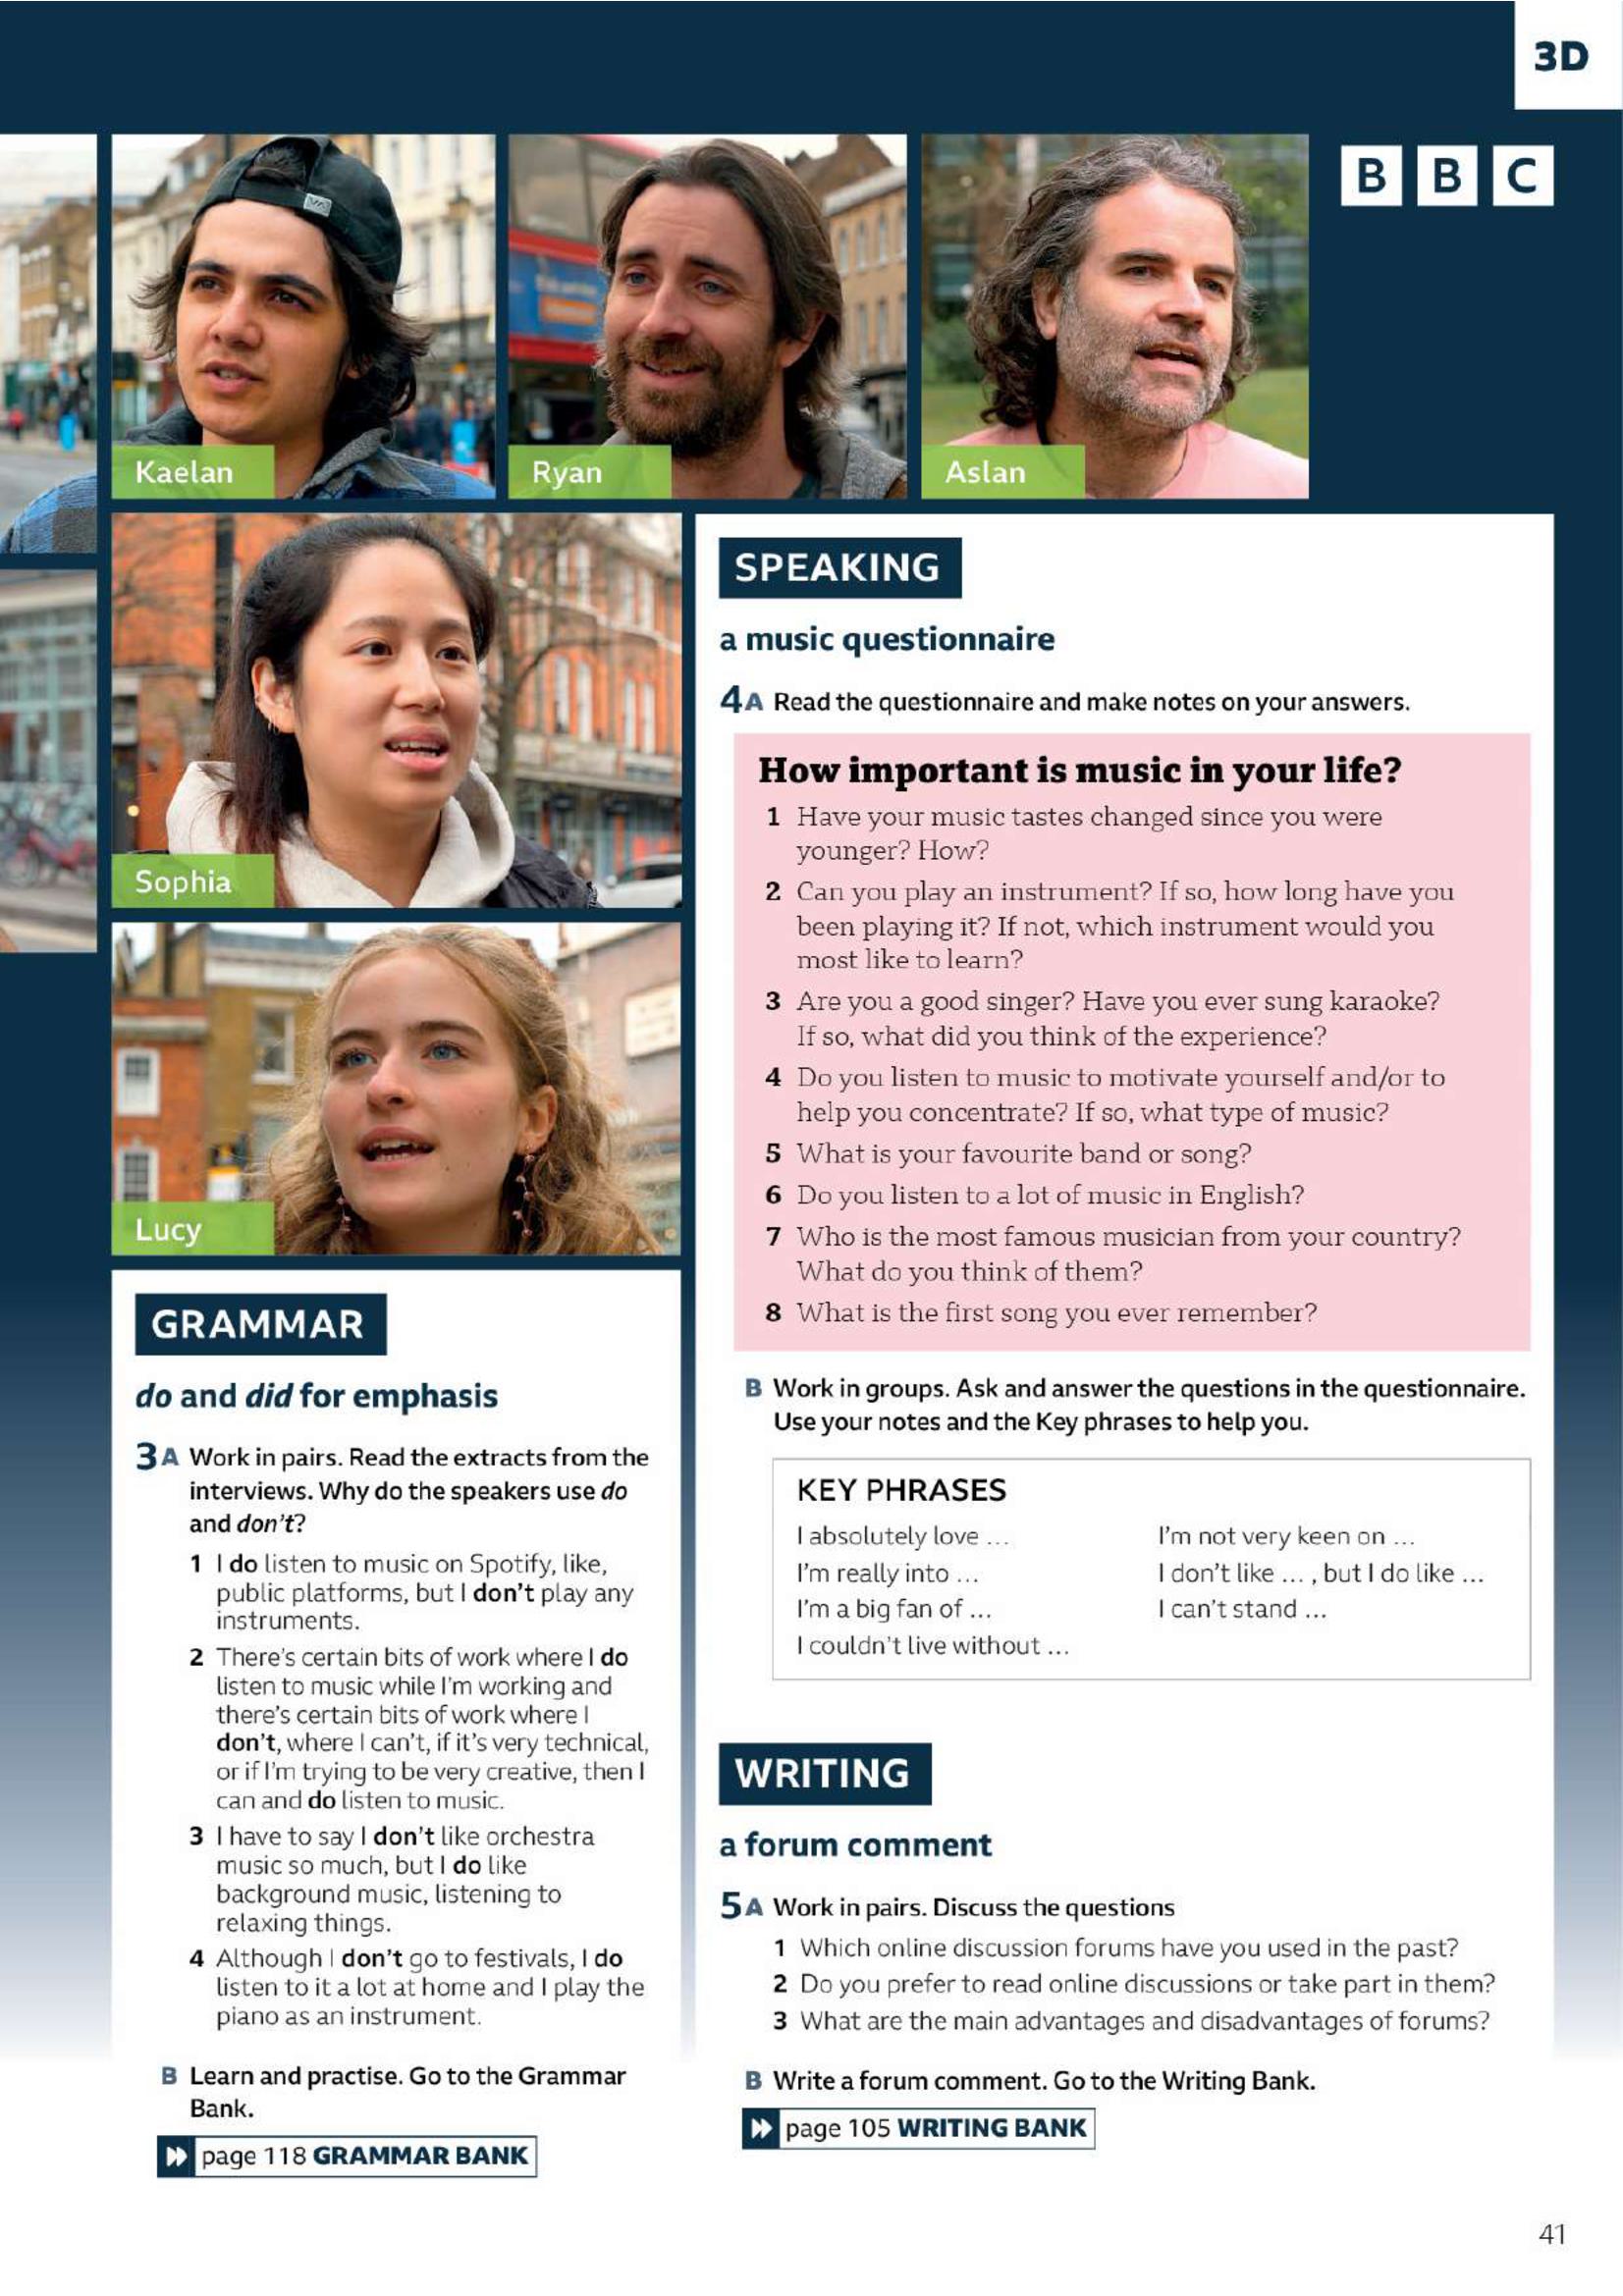 3D
B B C
Kaelan
Ryan
Aslan
Sophia
Lucy
GRAMMAR
do and did for emphasis
3A Work in pairs. Read the extracts from the
interviews. Why do the speakers use do
and don't?
1 I do listen to music on Spotify, like,
public platforms, but I don't play any
instruments.
2 There's certain bits of work where I do
listen to music while I'm working and
there's certain bits of work where I
don't, where I can't, if it's very technical,
or if I'm trying to be very creative, then I
can and do listen to music.
3 I have to say I don't like orchestra
music so much, but I do like
background music, listening to
relaxing things.
4 Although I don't go to festivals, I do
listen to it a lot at home and I play the
piano as an instrument.
B Learn and practise. Go to the Grammar
Bank.
page 118 GRAMMAR BANK
SPEAKING
a music questionnaire
4A Read the questionnaire and make notes on your answers.
How important is music in your life?
1 Have your music tastes changed since you were
younger? How?
2 Can you play an instrument? If so, how long have you
been playing it? If not, which instrument would you
most like to learn?
3 Are you a good singer? Have you ever sung karaoke?
If so, what did you think of the experience?
4 Do you listen to music to motivate yourself and/or to
help you concentrate? If so, what type of music?
5 What is your favourite band or song?
6 Do you listen to a lot of music in English?
7 Who is the most famous musician from your country?
What do you think of them?
8 What is the first song you ever remember?
B Work in groups. Ask and answer the questions in the questionnaire.
Use your notes and the Key phrases to help you.
KEY PHRASES
I absolutely love ...
I'm really into ...
I'm a big fan of ...
I couldn't live without ...
I'm not very keen on ...
I don't like ... , but I do like ...
I can't stand ...
WRITING
a forum comment
5A Work in pairs. Discuss the questions
1 Which online discussion forums have you used in the past?
2 Do you prefer to read online discussions or take part in them?
3 What are the main advantages and disadvantages of forums?
B Write a forum comment. Go to the Writing Bank.
page 105 WRITING BANK
41